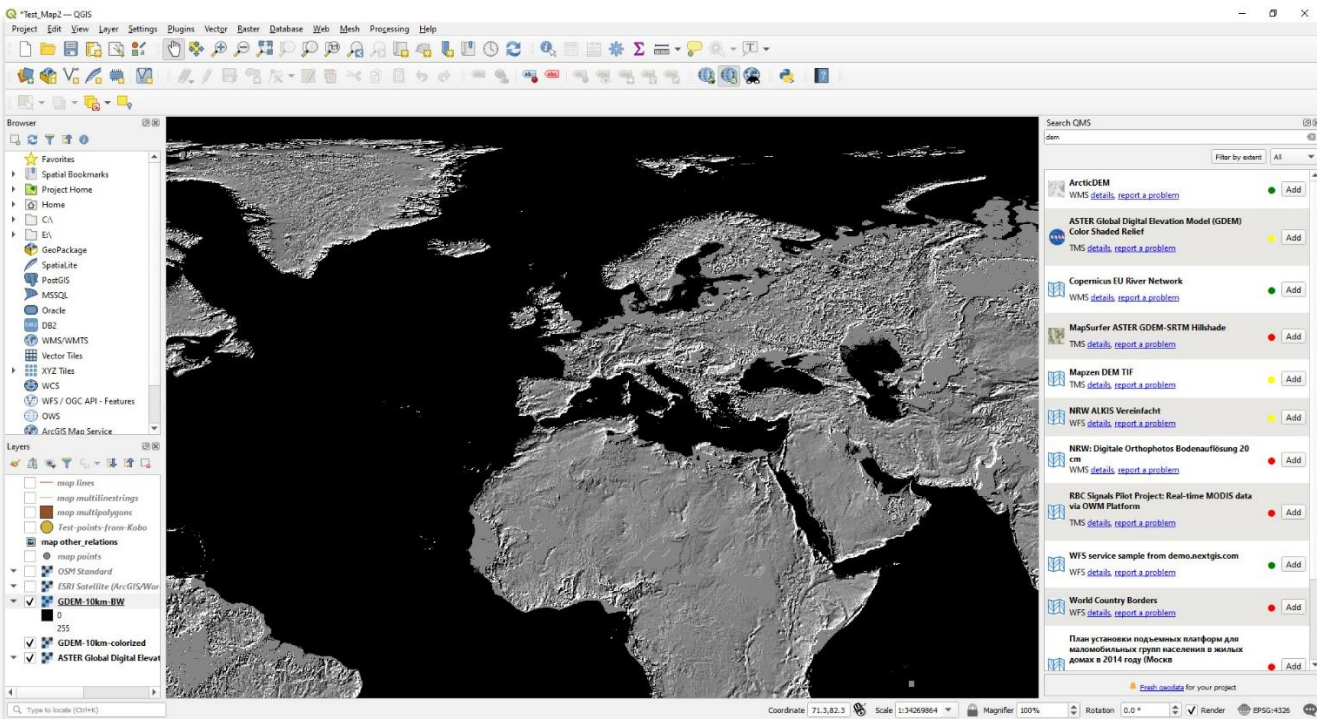 *Test_Map2 — QGIS
Project Edit View Layer Settings Plugins Vector Raster Database Web Mesh Processing Help
Browser
Favorites
Spatial Bookmarks
Project Home
Home
C:\
E:\
GeoPackage
SpatiaLite
PostGIS
MSSQL
Oracle
DB2
WMS/WMTS
Vector Tiles
XYZ Tiles
WCS
WFS / OGC API - Features
OWS
ArcGIS Map Service
Layers
map lines
map multilinestrings
map multipolygons
Test-points-from-Kobo
map other_relations
map points
OSM Standard
ESRI Satellite (ArcGIS/Wor
GDEM-10km-BW
0
255
GDEM-10km-colorized
ASTER Global Digital Elevat
Search QMS
dem
Filter by extent All
ArcticDEM
WMS details, report a problem
Add
ASTER Global Digital Elevation Model (GDEM)
Color Shaded Relief
TMS details, report a problem
Add
Copernicus EU River Network
WMS details, report a problem
Add
MapSurfer ASTER GDEM-SRTM Hillshade
TMS details, report a problem
Add
Mapzen DEM TIF
TMS details, report a problem
Add
NRW ALKIS Vereinfacht
WFS details, report a problem
Add
NRW: Digitale Orthophotos Bodenauflösung 20
cm
WMS details, report a problem
Add
RBC Signals Pilot Project: Real-time MODIS data
via OWM Platform
TMS details, report a problem
Add
WFS service sample from demo.nextgis.com
WFS details, report a problem
Add
World Country Borders
WFS details, report a problem
Add
План установки подъемных платформ для
маломобильных групп населения в жилых
домах в 2014 году (Москв
Add
Fresh geodata for your project
Type to locate (Ctrl+K)
Coordinate 71.3,82.3 Scale 1:34269864 Magnifier 100% Rotation 0.0 ° Render EPSG:4326